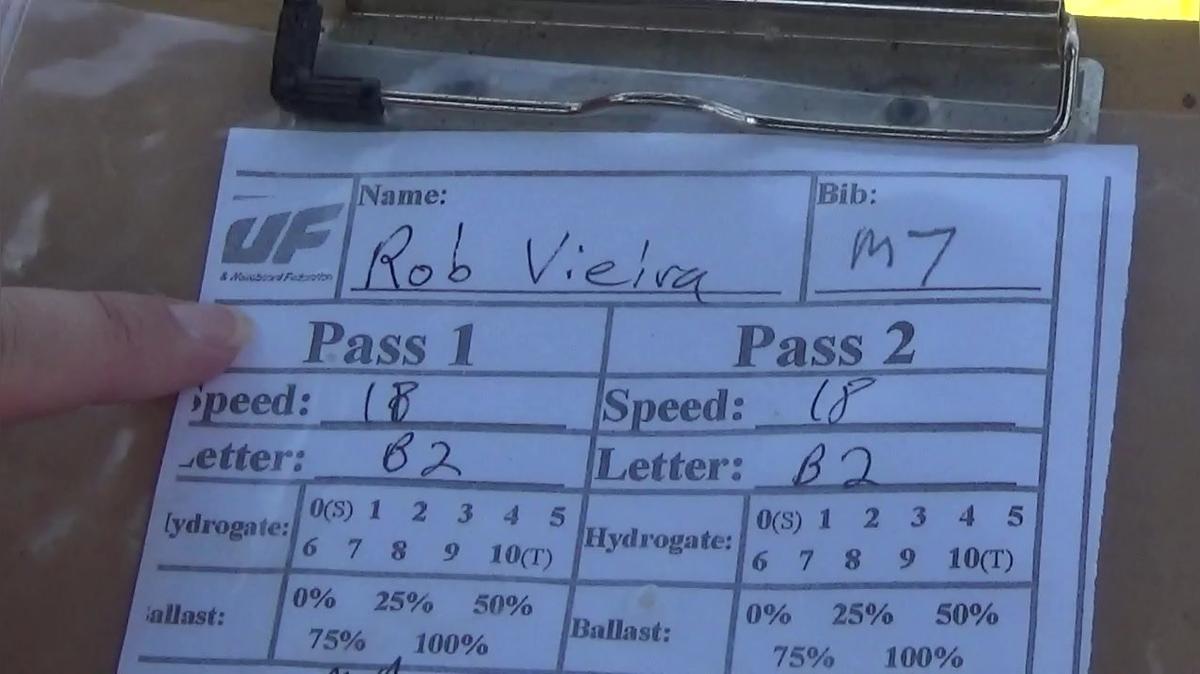 UF
Name:
Bib:
Rob Vieira
M7
Pass 1
Pass 2
peed: 18
Speed: 18
etter: B2
Letter: B2
ydrogate: 0(S) 1 2 3 4 5
6 7 8 9 10(T)
Hydrogate: 0(S) 1 2 3 4 5
6 7 8 9 10(T)
allast: 0% 25% 50%
75% 100%
Ballast: 0% 25% 50%
75% 100%